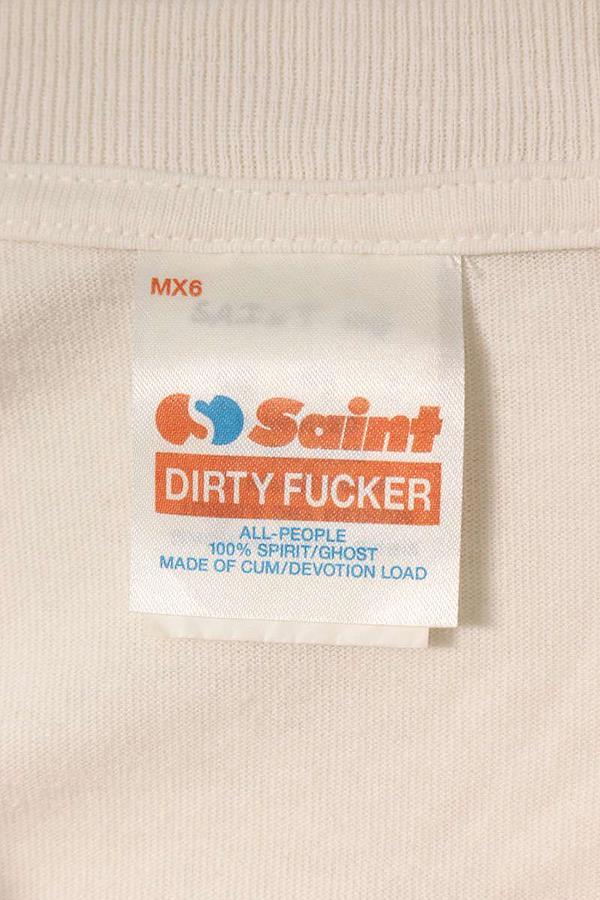 MX6
Saint
DIRTY FUCKER
ALL-PEOPLE
100% SPIRIT/GHOST
MADE OF CUM/DEVOTION LOAD